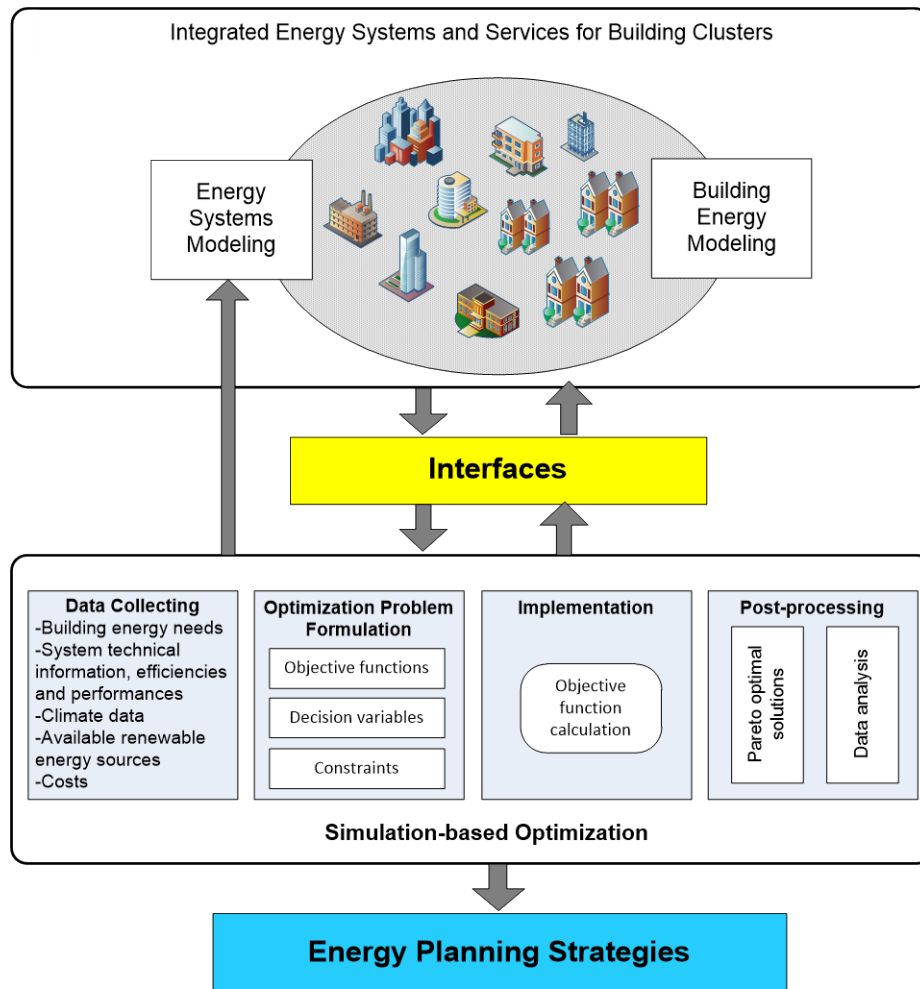 Integrated Energy Systems and Services for Building Clusters
Energy
Systems
Modeling
Building
Energy
Modeling
Interfaces
Data Collecting
-Building energy needs
-System technical
information, efficiencies
and performances
-Climate data
-Available renewable
energy sources
-Costs
Optimization Problem
Formulation
Objective functions
Decision variables
Constraints
Implementation
Objective
function
calculation
Post-processing
Pareto optimal
solutions
Data analysis
Simulation-based Optimization
Energy Planning Strategies